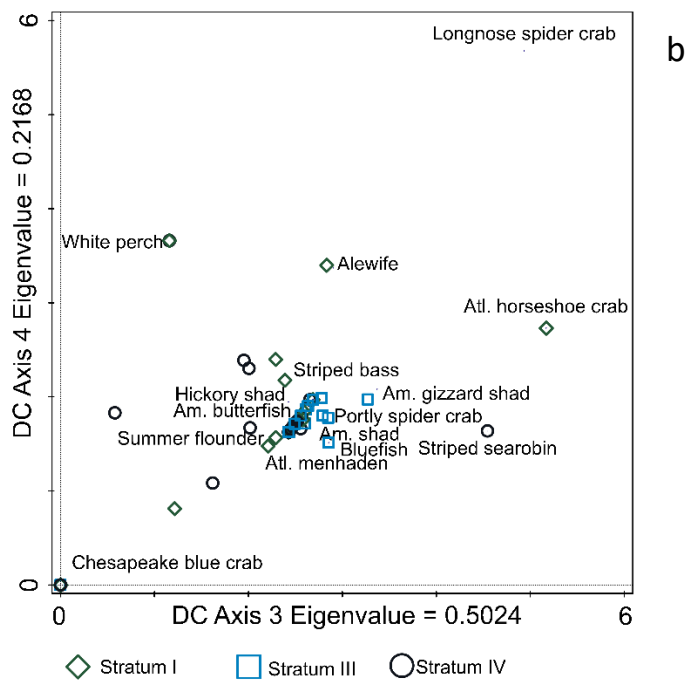 6
Longnose spider crab
b
DC Axis 4 Eigenvalue = 0.2168
White perch
Alewife
Atl. horseshoe crab
Striped bass
Hickory shad
Am. gizzard shad
Am. butterfish
Portly spider crab
Summer flounder
Am. shad
Bluefish
Striped searobin
Atl. menhaden
Chesapeake blue crab
0
0
DC Axis 3 Eigenvalue = 0.5024
6
Stratum I
Stratum III
Stratum IV